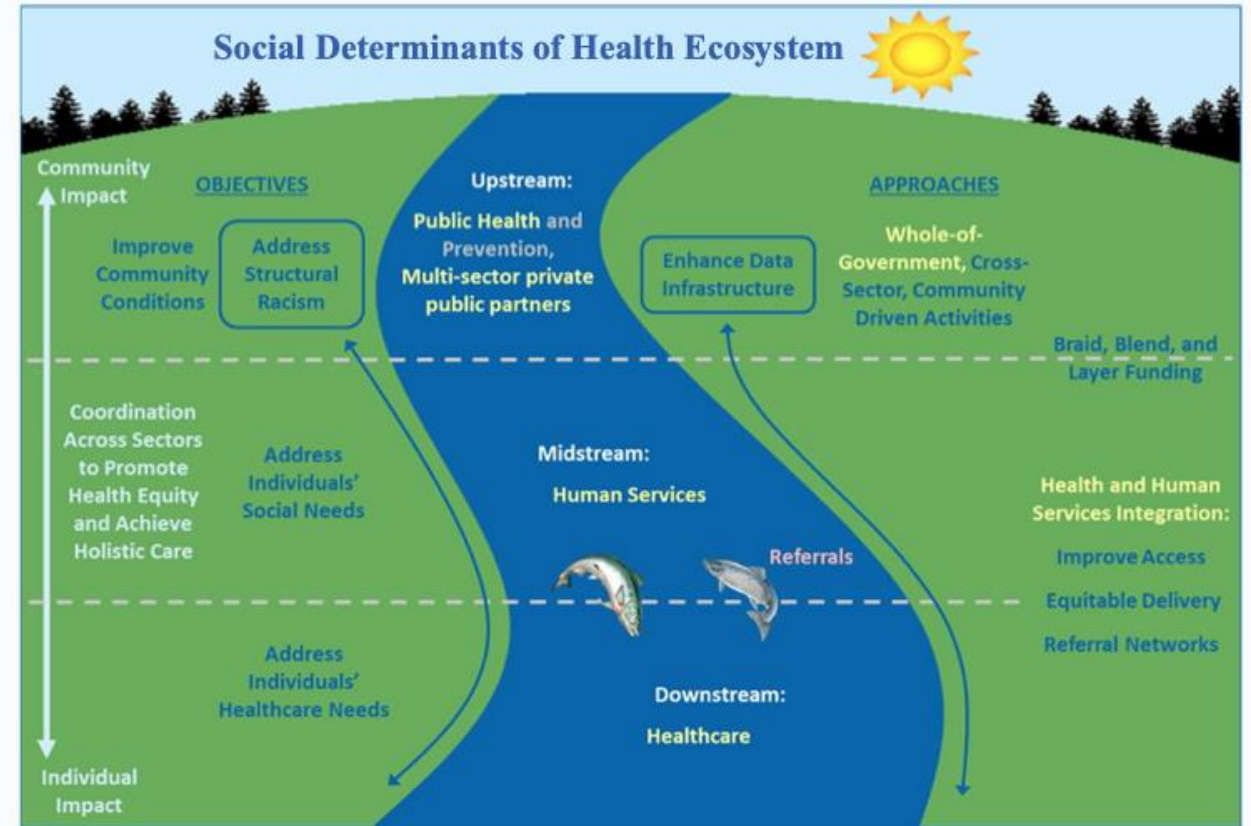 Social Determinants of Health Ecosystem
Community
Impact
OBJECTIVES
Improve
Community
Conditions
Address
Structural
Racism
Upstream:
Public Health and
Prevention,
Multi-sector private
public partners
APPROACHES
Enhance Data
Infrastructure
Whole-of-
Government, Cross-
Sector, Community
Driven Activities
Braid, Blend, and
Layer Funding
Coordination
Across Sectors
to Promote
Health Equity
and Achieve
Holistic Care
Address
Individuals'
Social Needs
Midstream:
Human Services
Referrals
Health and Human
Services Integration:
Improve Access
Equitable Delivery
Referral Networks
Address
Individuals'
Healthcare Needs
Downstream:
Healthcare
Individual
Impact